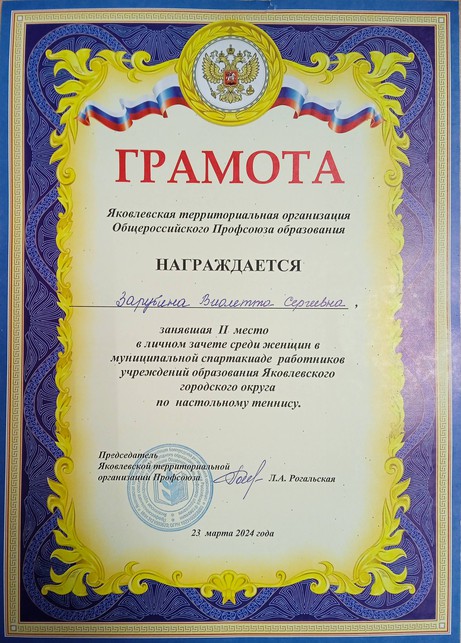 ГРАМОТА
Яковлевская территориальная организация
Общероссийского Профсоюза образования
НАГРАЖДАЕТСЯ
Зарубина Виолетта Сергеевна,
занявшая II место
в личном зачете среди женщин в
муниципальной спартакиаде работников
учреждений образования Яковлевского
городского округа
по настольному теннису.
Председатель
Яковлевской территориальной
организации Профсоюза Л.А. Рогальская
23 марта 2024 года